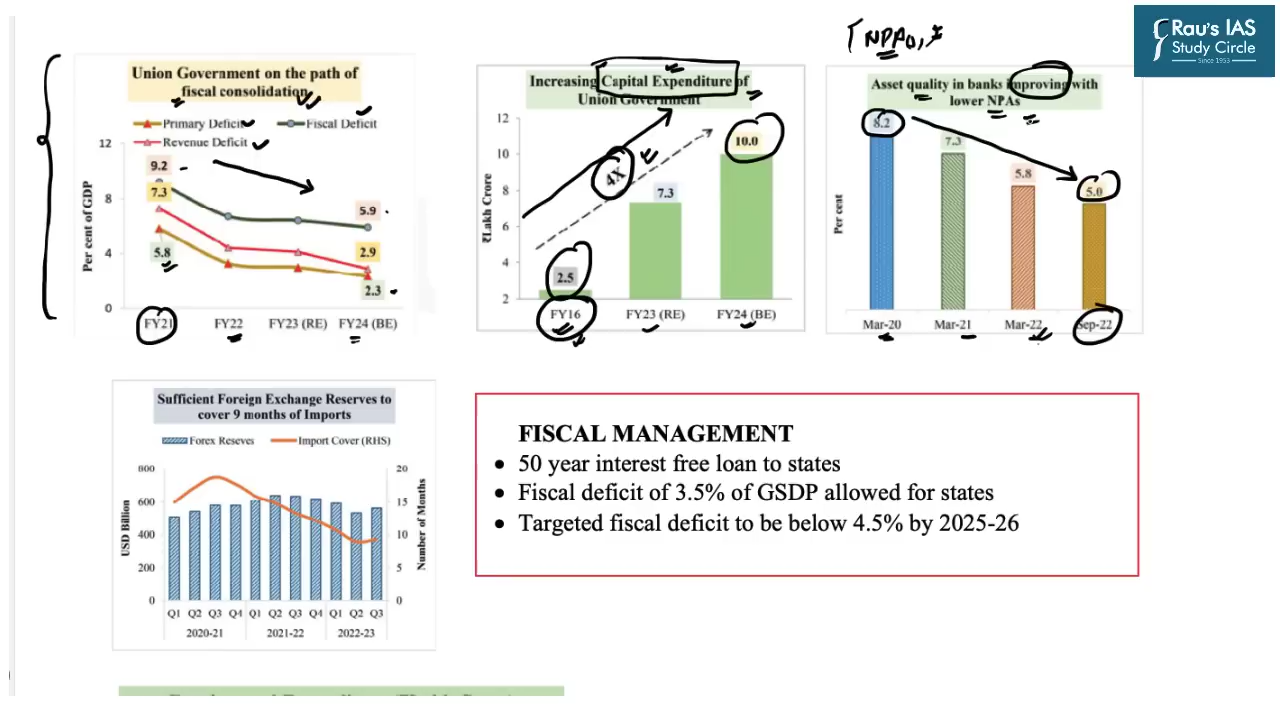 Rau's IAS
Study Circle
Since 1953
Union Government on the path of
fiscal consolidation
Primary Deficit
Fiscal Deficit
Revenue Deficit
Per cent of GDP
12
8
4
0
9.2
7.3
5.8
5.9
2.9
2.3
FY21
FY22
FY23 (RE)
FY24 (BE)
Increasing Capital Expenditure of
Union Government
₹Lakh Crore
12
10
8
6
4
2
4X
2.5
7.3
10.0
FY16
FY23 (RE)
FY24 (BE)
Asset quality in banks improving with
lower NPAs
Per cent
8.2
7.3
5.8
5.0
Mar-20
Mar-21
Mar-22
Sep-22
Sufficient Foreign Exchange Reserves to
cover 9 months of Imports
Forex Reseves
Import Cover (RHS)
USD Billion
800
600
400
200
0
20
15
10
5
0
Number of Months
Q1 Q2 Q3 Q4 Q1 Q2 Q3 Q4 Q1 Q2 Q3
2020-21
2021-22
2022-23
FISCAL MANAGEMENT
• 50 year interest free loan to states
• Fiscal deficit of 3.5% of GSDP allowed for states
• Targeted fiscal deficit to be below 4.5% by 2025-26